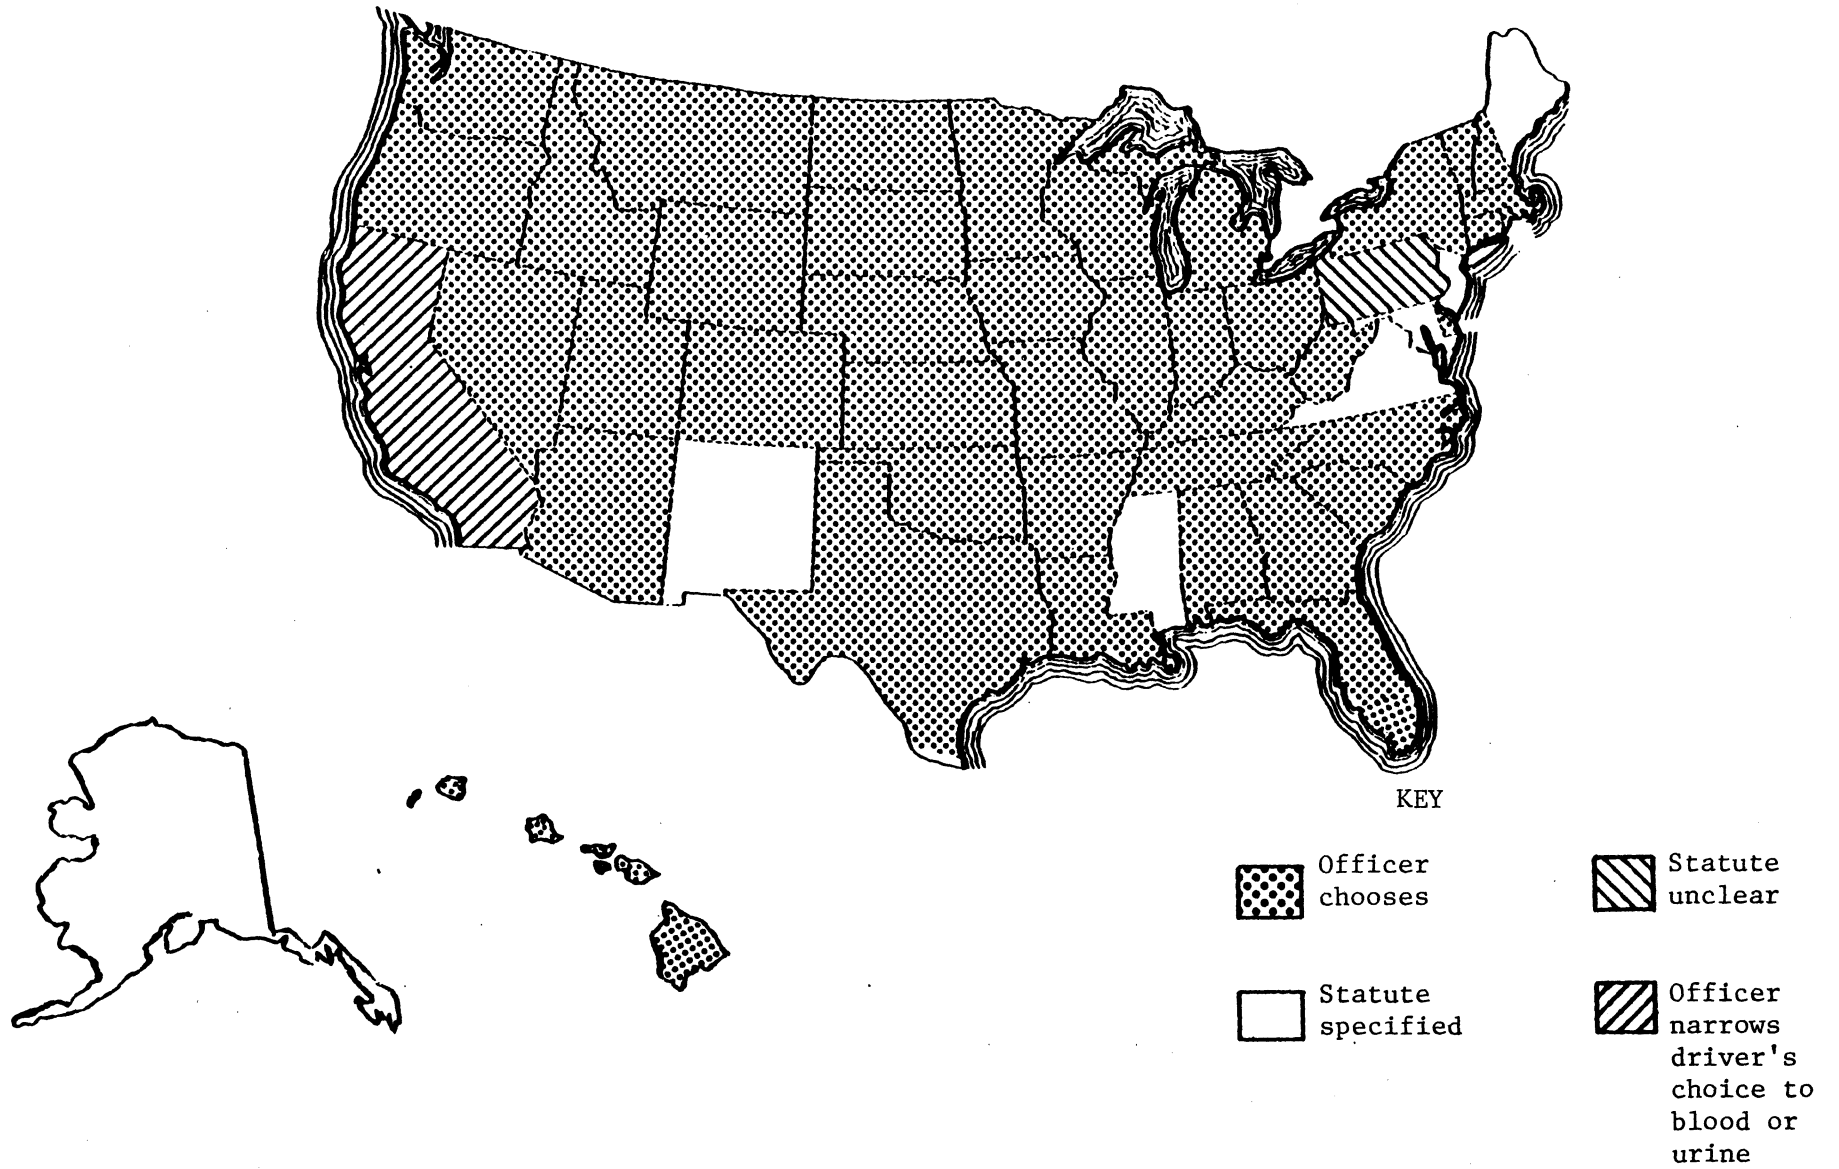 KEY
Officer
chooses
Statute
unclear
Statute
specified
Officer
narrows
driver's
choice to
blood or
urine